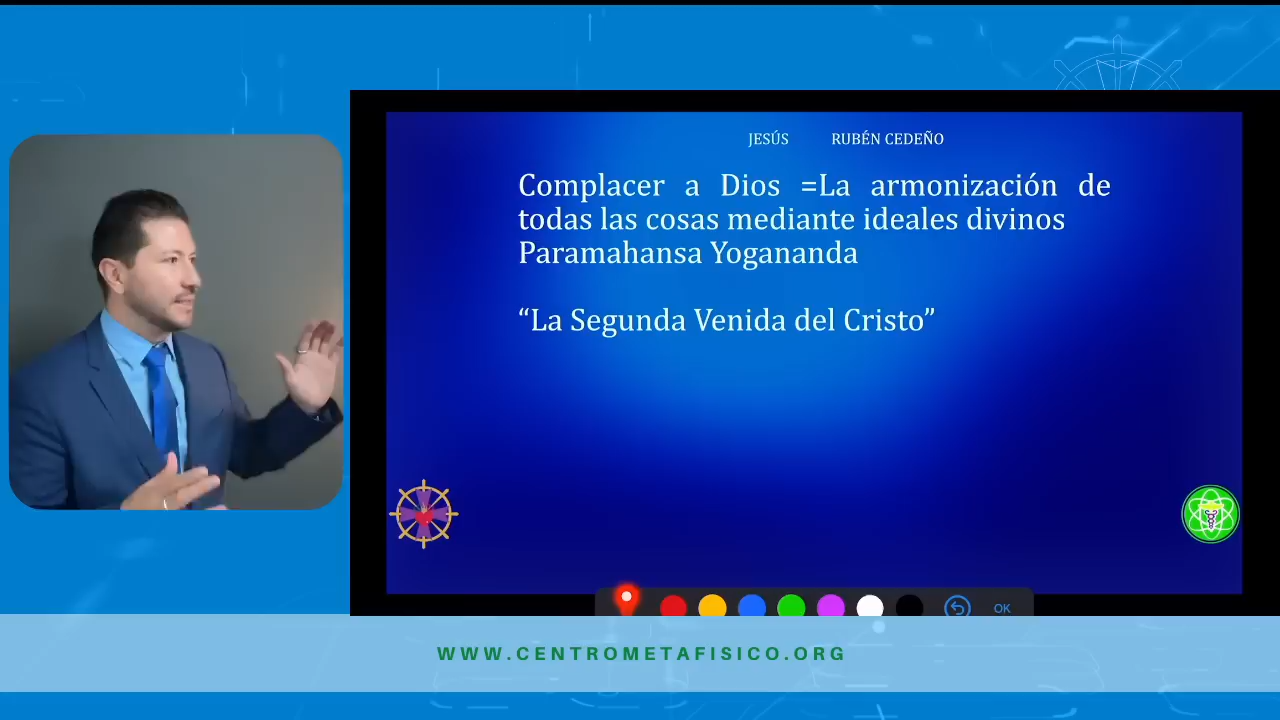 JESÚS RUBÉN CEDEÑO
Complacer a Dios =La armonización de
todas las cosas mediante ideales divinos
Paramahansa Yogananda
“La Segunda Venida del Cristo”
OK
WWW.CENTROMETAFISICO.ORG